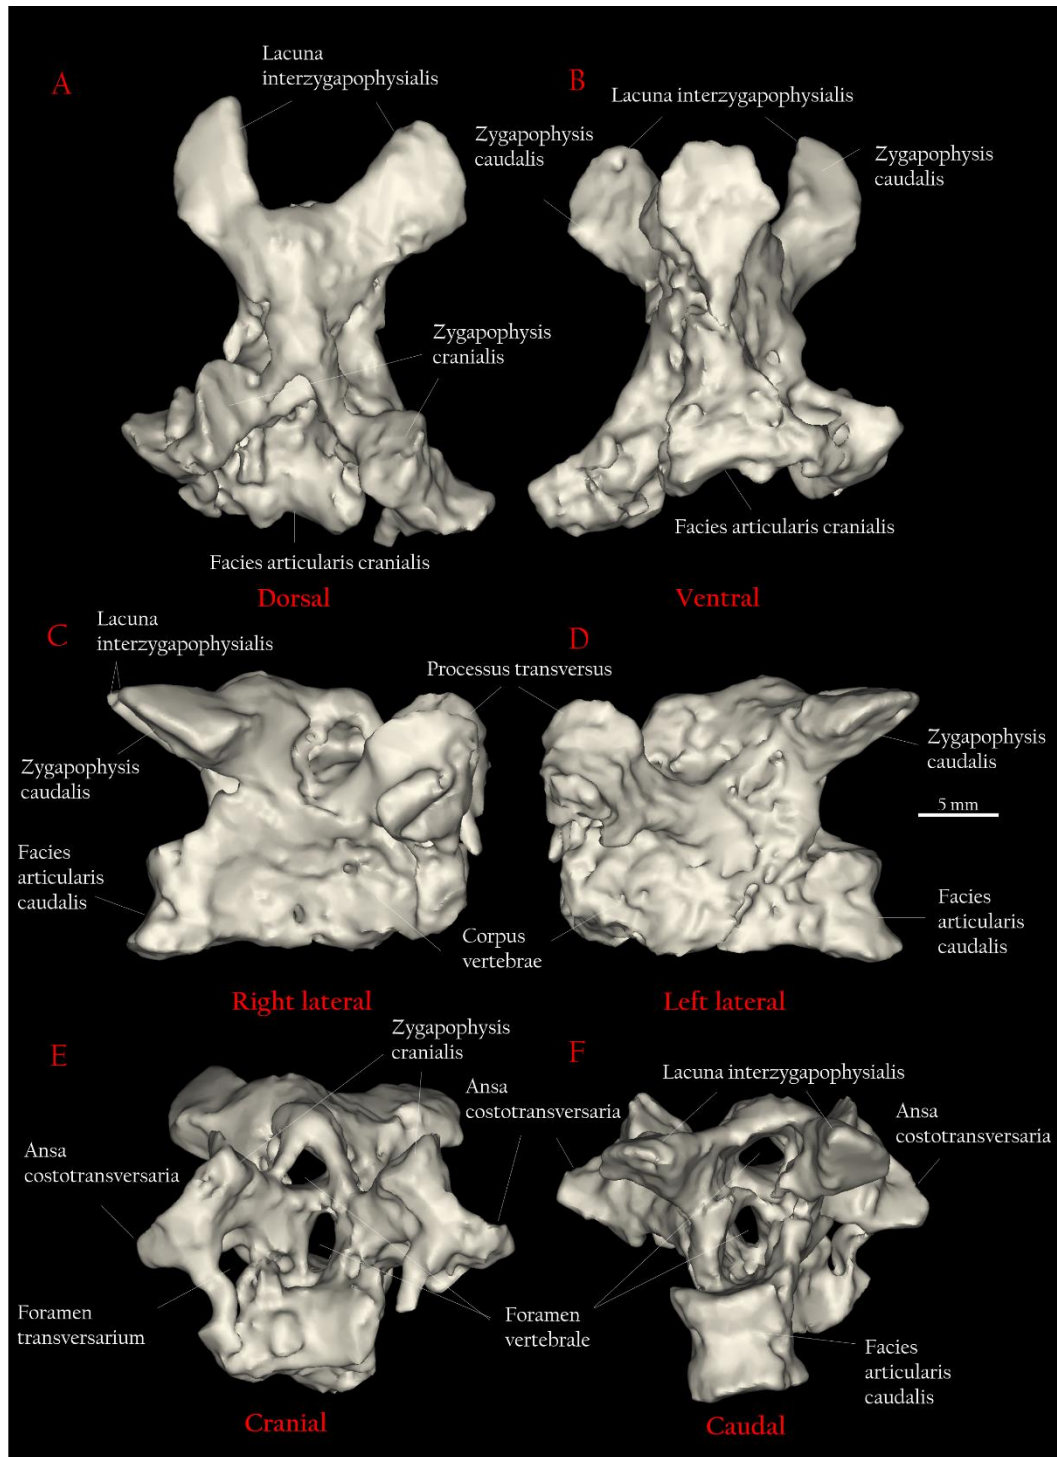 A
Lacuna
interzygapophysialis
Zygapophysis
cranialis
Facies articularis cranialis
Dorsal
B
Lacuna interzygapophysialis
Zygapophysis
caudalis
Zygapophysis
caudalis
Facies articularis cranialis
Ventral
C
Lacuna
interzygapophysialis
Zygapophysis
caudalis
Facies
articularis
caudalis
Right lateral
D
Processus transversus
Zygapophysis
caudalis
5 mm
Corpus
vertebrae
Facies
articularis
caudalis
Left lateral
E
Zygapophysis
cranialis
Ansa
costotransversaria
Ansa
costotransversaria
Foramen
transversarium
Foramen
vertebrale
Cranial
F
Lacuna interzygapophysialis
Ansa
costotransversaria
Facies
articularis
caudalis
Caudal